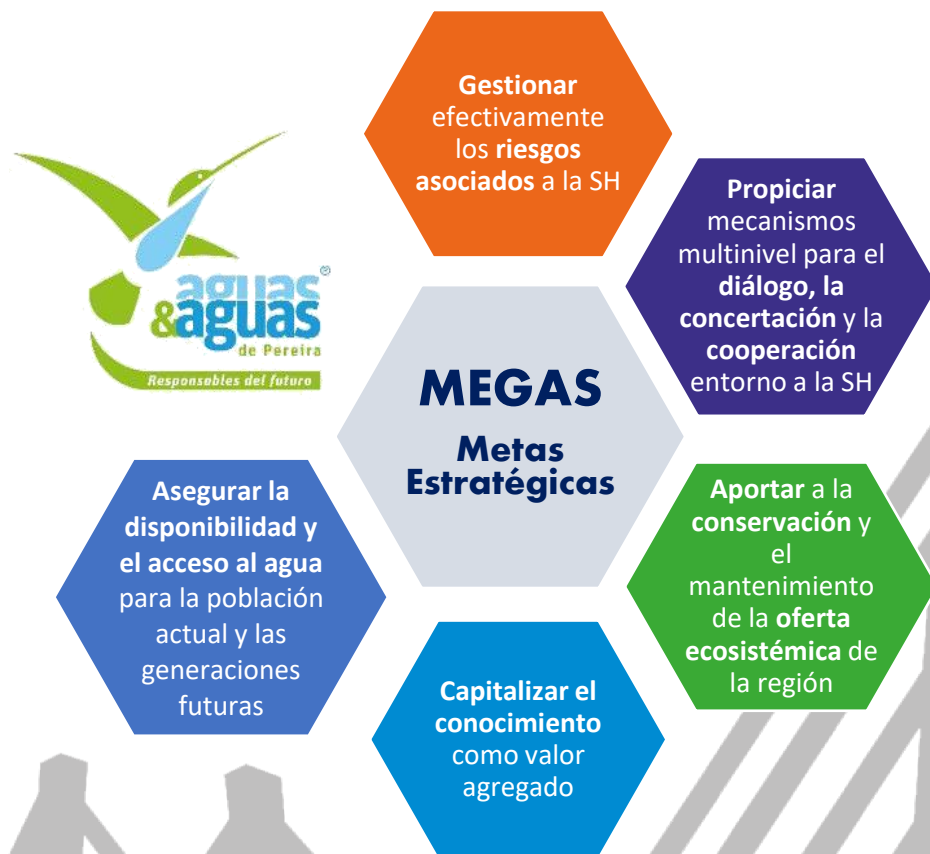 aguas
&aguas®
de Pereira
Responsables del futuro
Gestionar
efectivamente
los riesgos
asociados a la SH
Propiciar
mecanismos
multinivel para el
diálogo, la
concertación y la
cooperación
entorno a la SH
MEGAS
Metas
Estratégicas
Asegurar la
disponibilidad y
el acceso al agua
para la población
actual y las
generaciones
futuras
Aportar a la
conservación y
el
mantenimiento
de la oferta
ecosistémica de
la región
Capitalizar el
conocimiento
como valor
agregado